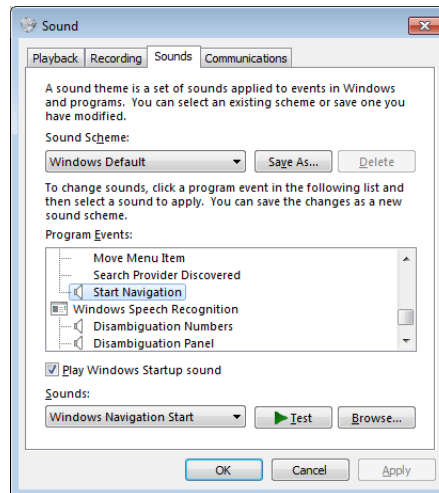 Sound
Playback Recording Sounds Communications
A sound theme is a set of sounds applied to events in Windows
and programs. You can select an existing scheme or save one you
have modified.
Sound Scheme:
Windows Default Save As... Delete
To change sounds, click a program event in the following list and
then select a sound to apply. You can save the changes as a new
sound scheme.
Program Events:
Move Menu Item
Search Provider Discovered
Start Navigation
Windows Speech Recognition
Disambiguation Numbers
Disambiguation Panel
Play Windows Startup sound
Sounds:
Windows Navigation Start Test Browse...
OK Cancel Apply